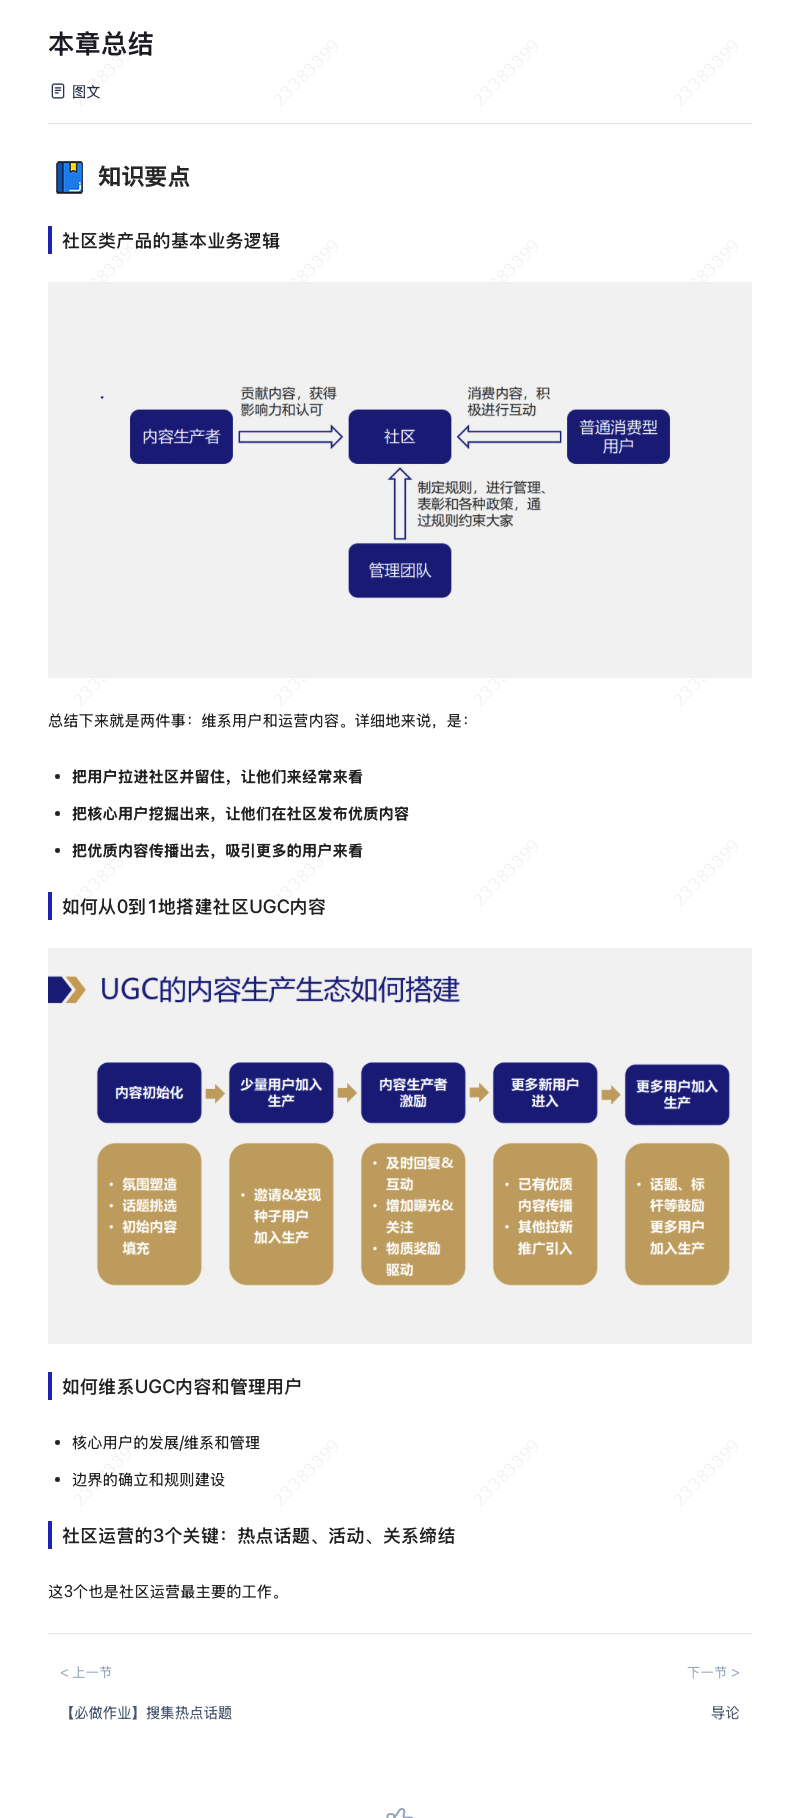 本章总结
图文
知识要点
社区类产品的基本业务逻辑
贡献内容，获得
影响力和认可
消费内容，积
极进行互动
内容生产者
社区
普通消费型
用户
制定规则，进行管理、
表彰和各种政策，通
过规则约束大家
管理团队
总结下来就是两件事：维系用户和运营内容。详细地来说，是：
把用户拉进社区并留住，让他们来经常来看
把核心用户挖掘出来，让他们在社区发布优质内容
把优质内容传播出去，吸引更多的用户来看
如何从0到1地搭建社区UGC内容
UGC的内容生产生态如何搭建
内容初始化
少量用户加入
生产
内容生产者
激励
更多新用户
进入
更多用户加入
生产
• 氛围塑造
• 话题挑选
• 初始内容
填充
• 邀请&发现
种子用户
加入生产
• 及时回复&
互动
• 增加曝光&
关注
• 物质奖励
驱动
• 已有优质
内容传播
• 其他拉新
推广引入
• 话题、标
杆等鼓励
更多用户
加入生产
如何维系UGC内容和管理用户
核心用户的发展/维系和管理
边界的确立和规则建设
社区运营的3个关键：热点话题、活动、关系缔结
这3个也是社区运营最主要的工作。
< 上一节
下一节 >
【必做作业】搜集热点话题
导论
23383399